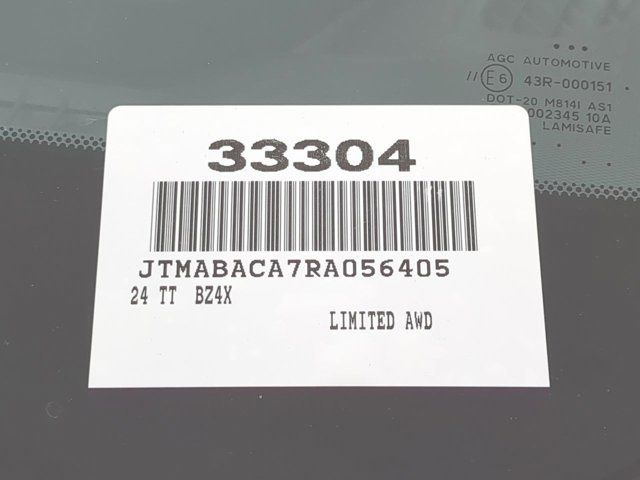 AGC AUTOMOTIVE
// E6 43R-000151
DOT-20 M814I AS1
002345 10A
LAMISAFE
33304
JTMABACA7RA056405
24 TT BZ4X
LIMITED AWD